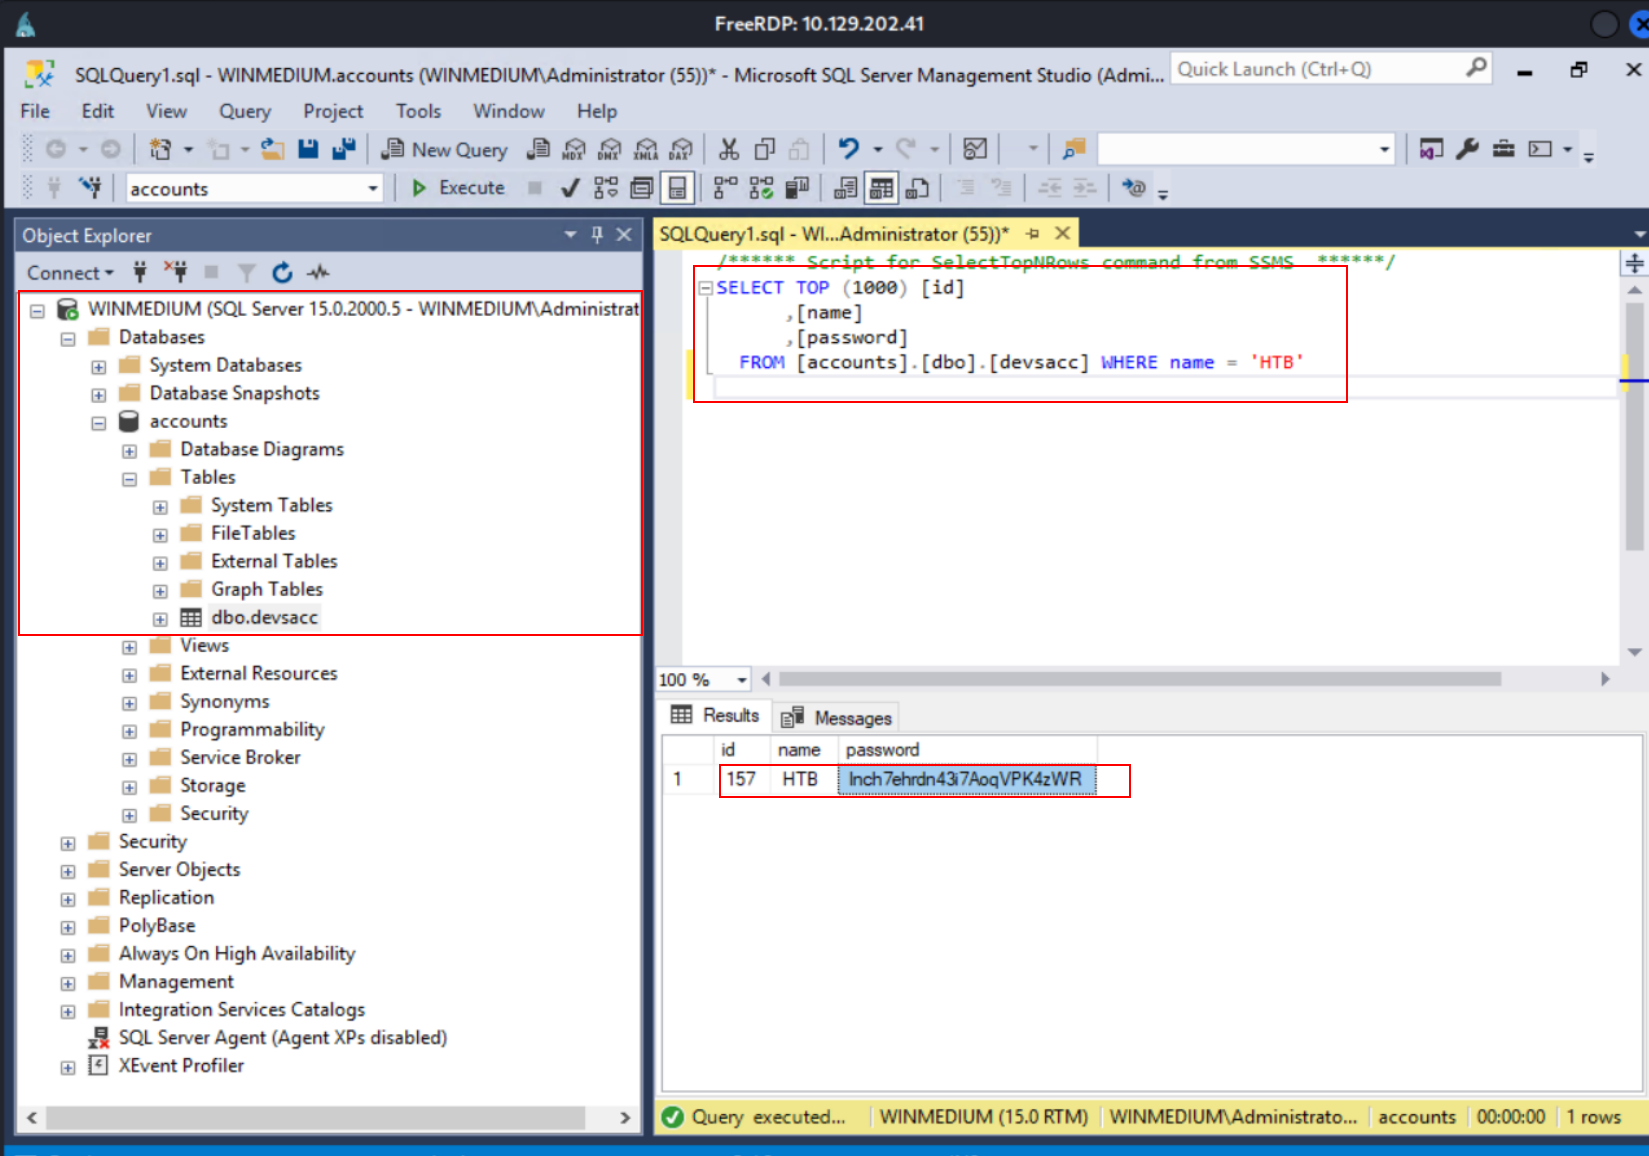 FreeRDP: 10.129.202.41
SQLQuery1.sql - WINMEDIUM.accounts (WINMEDIUM\Administrator (55))* - Microsoft SQL Server Management Studio (Admi...
Quick Launch (Ctrl+Q)
File Edit View Query Project Tools Window Help
New Query MDX DMX XMLA DAX
accounts Execute
Object Explorer
Connect
WINMEDIUM (SQL Server 15.0.2000.5 - WINMEDIUM\Administrat
Databases
System Databases
Database Snapshots
accounts
Database Diagrams
Tables
System Tables
FileTables
External Tables
Graph Tables
dbo.devsacc
Views
External Resources
Synonyms
Programmability
Service Broker
Storage
Security
Security
Server Objects
Replication
PolyBase
Always On High Availability
Management
Integration Services Catalogs
SQL Server Agent (Agent XPs disabled)
XEvent Profiler
SQLQuery1.sql - WI...Administrator (55))*
/****** Script for SelectTopNRows command from SSMS ******/
SELECT TOP (1000) [id]
,[name]
,[password]
FROM [accounts].[dbo].[devsacc] WHERE name = 'HTB'
100 %
Results Messages
id name password
1 157 HTB lnch7ehrdn43i7AoqVPK4zWR
Query executed... WINMEDIUM (15.0 RTM) WINMEDIUM\Administrato... accounts 00:00:00 1 rows